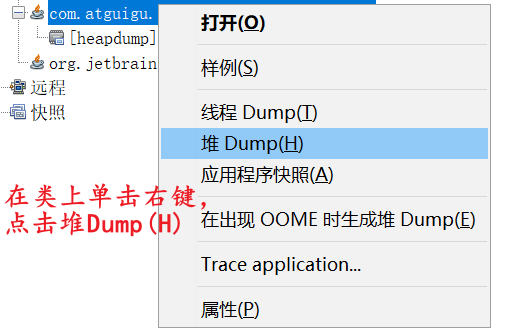 com.atguigu.
[heapdump]
org.jetbrain
远程
快照
打开(O)
样例(S)
线程 Dump(T)
堆 Dump(H)
应用程序快照(A)
在出现 OOME 时生成堆 Dump(E)
Trace application...
属性(P)
在类上单击右键，
点击堆Dump(H)